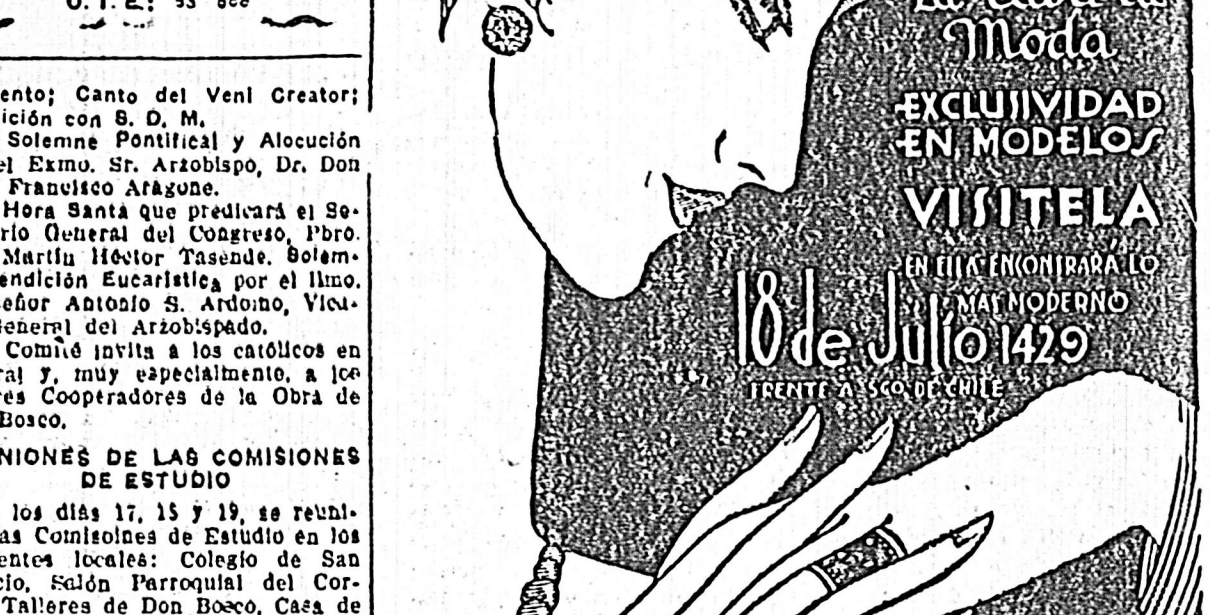 U. T. E.:
ento; Canto del Veni Creator;
ición con S. D. M.
Solemne Pontifical y Alocución
el Exmo. Sr. Arzobispo, Dr. Don
Francisco Aragone.
Hora Santa que predicará el Se-
rio General del Congreso, Pbro.
Martín Héctor Tasende. Solem-
endición Eucarística por el Ilmo.
eñor Antonio S. Ardoino, Vica-
General del Arzobispado.
Comité invita a los católicos en
ral y, muy especialmente, a los
res Cooperadores de la Obra de
Bosco.
NIONES DE LAS COMISIONES
DE ESTUDIO
los días 17, 15 y 19, se reuni-
as Comisoines de Estudio en los
entes locales: Colegio de San
cio, Salón Parroquial del Cor-
Talleres de Don Bosco, Casa de
Moda
EXCLUSIVIDAD
EN MODELOS
VISITELA
EN ELLA ENCONTRARA LO
MAS MODERNO
18 de Julio 1429
FRENTE A SCO. DE CHILE